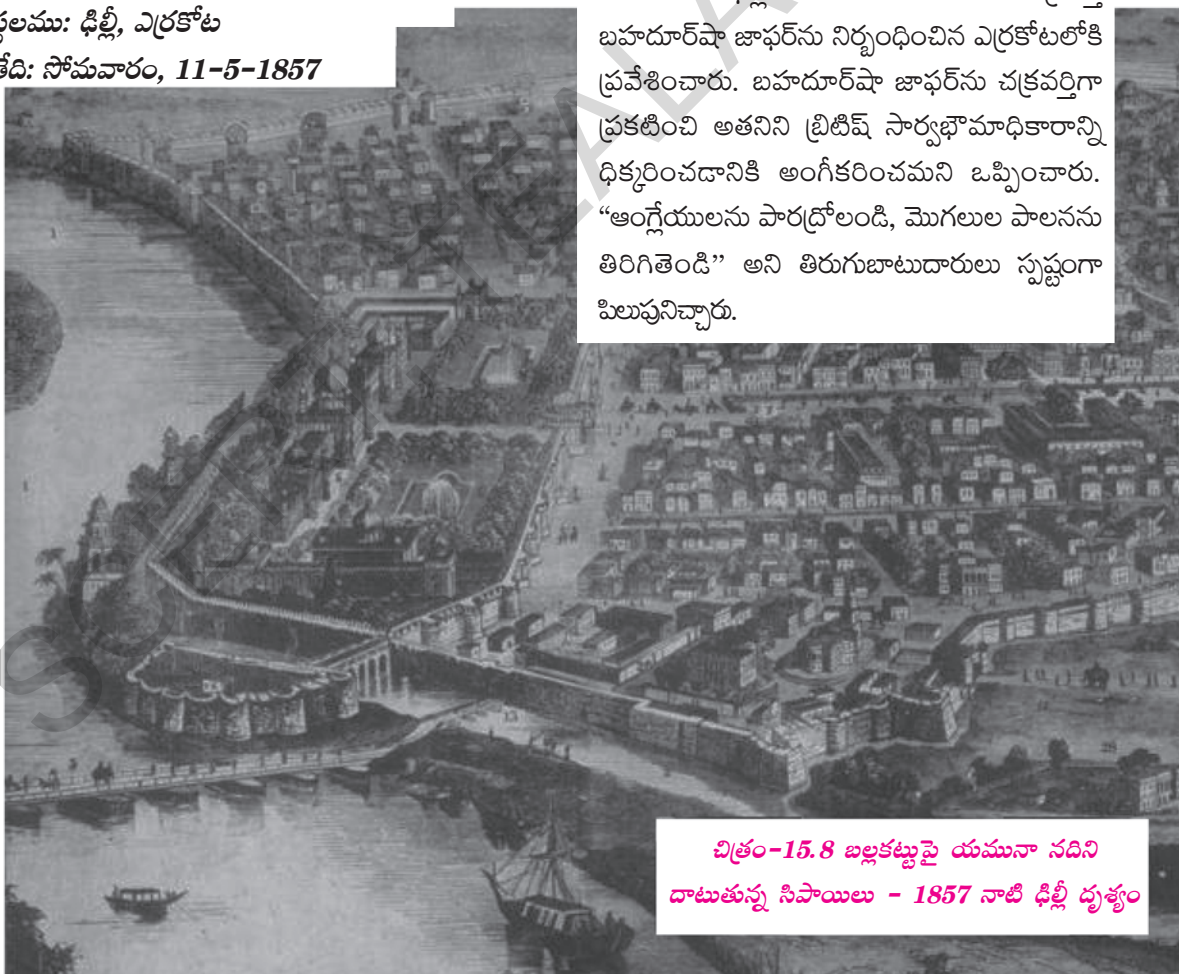 స్థలము: ఢిల్లీ, ఎర్రకోట
తేది: సోమవారం, 11-5-1857
బహదూర్‌షా జాఫర్‌ను నిర్బంధించిన ఎర్రకోటలోకి
ప్రవేశించారు. బహదూర్‌షా జాఫర్‌ను చక్రవర్తిగా
ప్రకటించి అతనిని బ్రిటిష్ సార్వభౌమాధికారాన్ని
ధిక్కరించడానికి అంగీకరించమని ఒప్పించారు.
“ఆంగ్లేయులను పారద్రోలండి, మొగలుల పాలనను
తిరిగితెండి” అని తిరుగుబాటుదారులు స్పష్టంగా
పిలుపునిచ్చారు.
చిత్రం-15.8 బల్లకట్టుపై యమునా నదిని
దాటుతున్న సిపాయిలు - 1857 నాటి ఢిల్లీ దృశ్యం